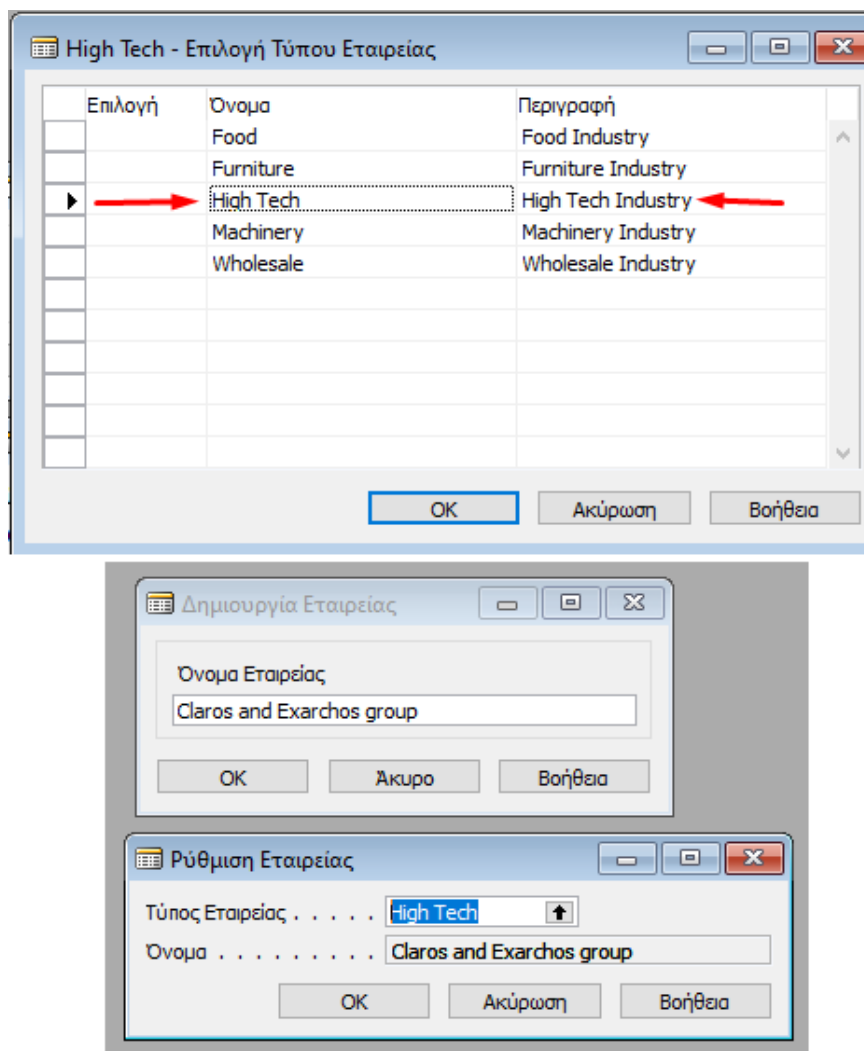 High Tech - Επιλογή Τύπου Εταιρείας
Επιλογή Όνομα Περιγραφή
Food Food Industry
Furniture Furniture Industry
High Tech High Tech Industry
Machinery Machinery Industry
Wholesale Wholesale Industry
OK Ακύρωση Βοήθεια
Δημιουργία Εταιρείας
Όνομα Εταιρείας
Claros and Exarchos group
OK Άκυρο Βοήθεια
Ρύθμιση Εταιρείας
Τύπος Εταιρείας . . . . . High Tech
Όνομα . . . . . . . . . Claros and Exarchos group
OK Ακύρωση Βοήθεια